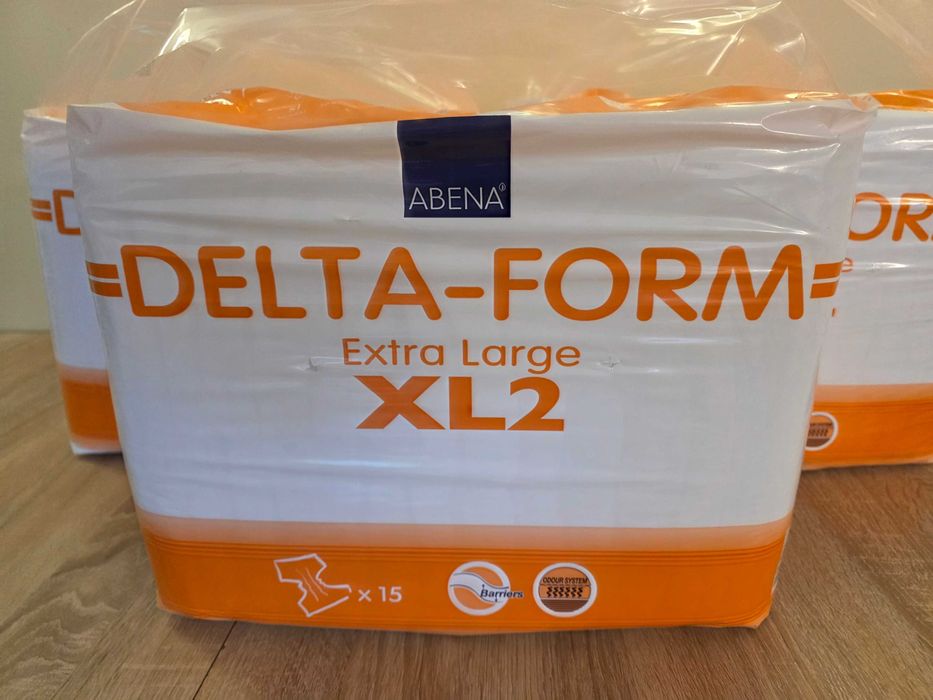 ABENA
=DELTA-FORM=
Extra Large
XL2
x 15
Barriers
ODOUR SYSTEM